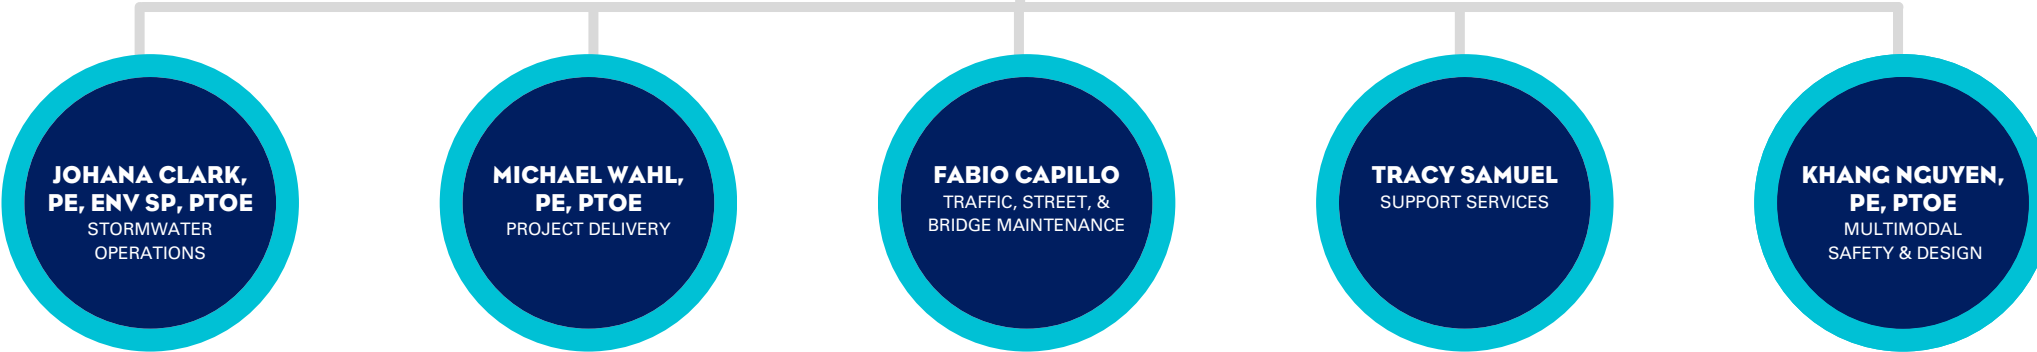 JOHANA CLARK,
PE, ENV SP, PTOE
STORMWATER
OPERATIONS
MICHAEL WAHL,
PE, PTOE
PROJECT DELIVERY
FABIO CAPILLO
TRAFFIC, STREET, &
BRIDGE MAINTENANCE
TRACY SAMUEL
SUPPORT SERVICES
KHANG NGUYEN,
PE, PTOE
MULTIMODAL
SAFETY & DESIGN